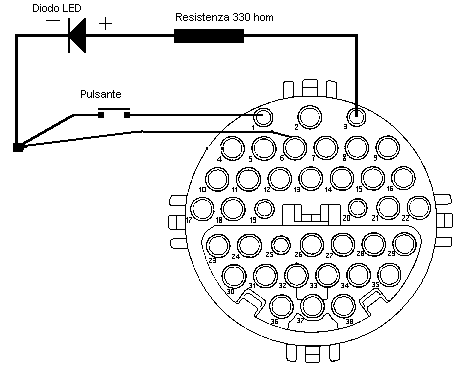 Diodo LED
Resistenza 330 hom
− +
Pulsante
1 2 3
4 5 6 7 8 9
10 11 12 13 14 15 16
17 18 19 20 21 22
23 24 25 26 27 28 29
30 31 32 33 34 35
36 37 38